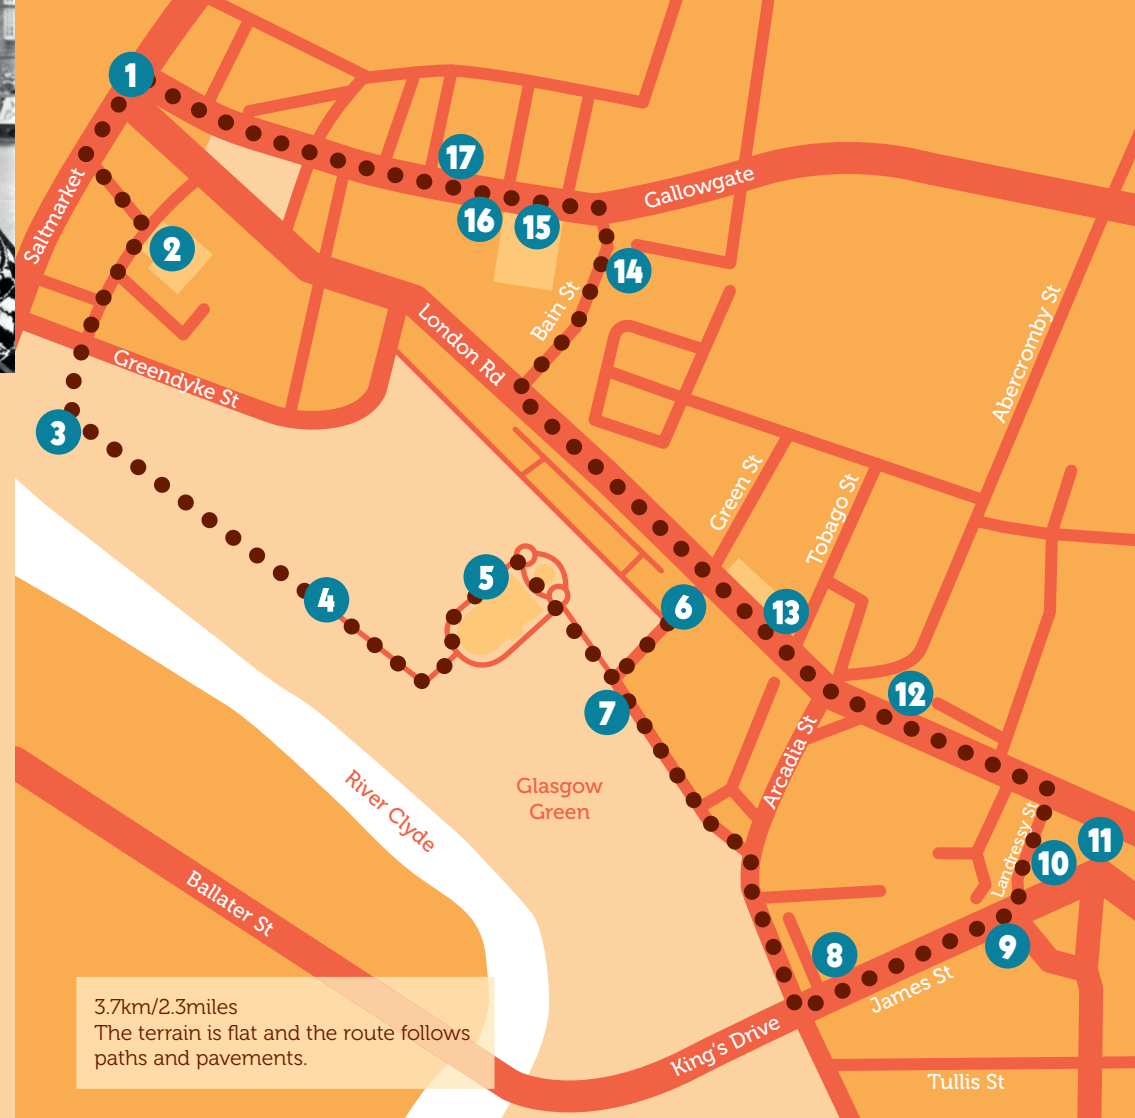 1
17
16
15
Gallowgate
Saltmarket
2
14
Bain St
London Rd
Abercromby St
Greendyke St
3
Green St
Tobago St
5
4
6
13
7
12
Arcadia St
River Clyde
Glasgow
Green
Landressy St
11
10
Ballater St
9
8
James St
King's Drive
Tullis St
3.7km/2.3miles
The terrain is flat and the route follows
paths and pavements.